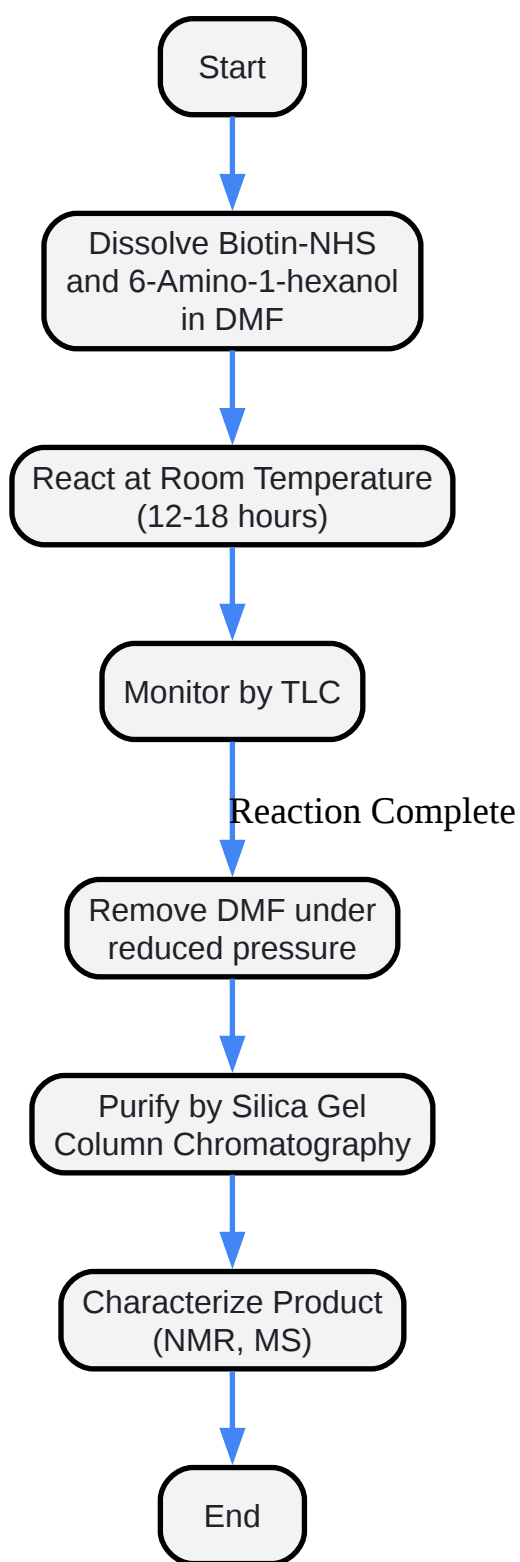 Start
Dissolve Biotin-NHS
and 6-Amino-1-hexanol
in DMF
React at Room Temperature
(12-18 hours)
Monitor by TLC
Reaction Complete
Remove DMF under
reduced pressure
Purify by Silica Gel
Column Chromatography
Characterize Product
(NMR, MS)
End